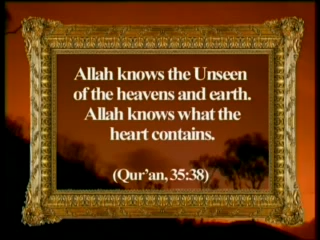 Allah knows the Unseen
of the heavens and earth.
Allah knows what the
heart contains.
(Qur'an, 35:38)